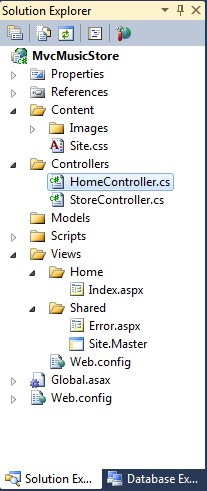 Solution Explorer
MvcMusicStore
Properties
References
Content
Images
Site.css
Controllers
HomeController.cs
StoreController.cs
Models
Scripts
Views
Home
Index.aspx
Shared
Error.aspx
Site.Master
Web.config
Global.asax
Web.config
Solution Ex... Database Ex...